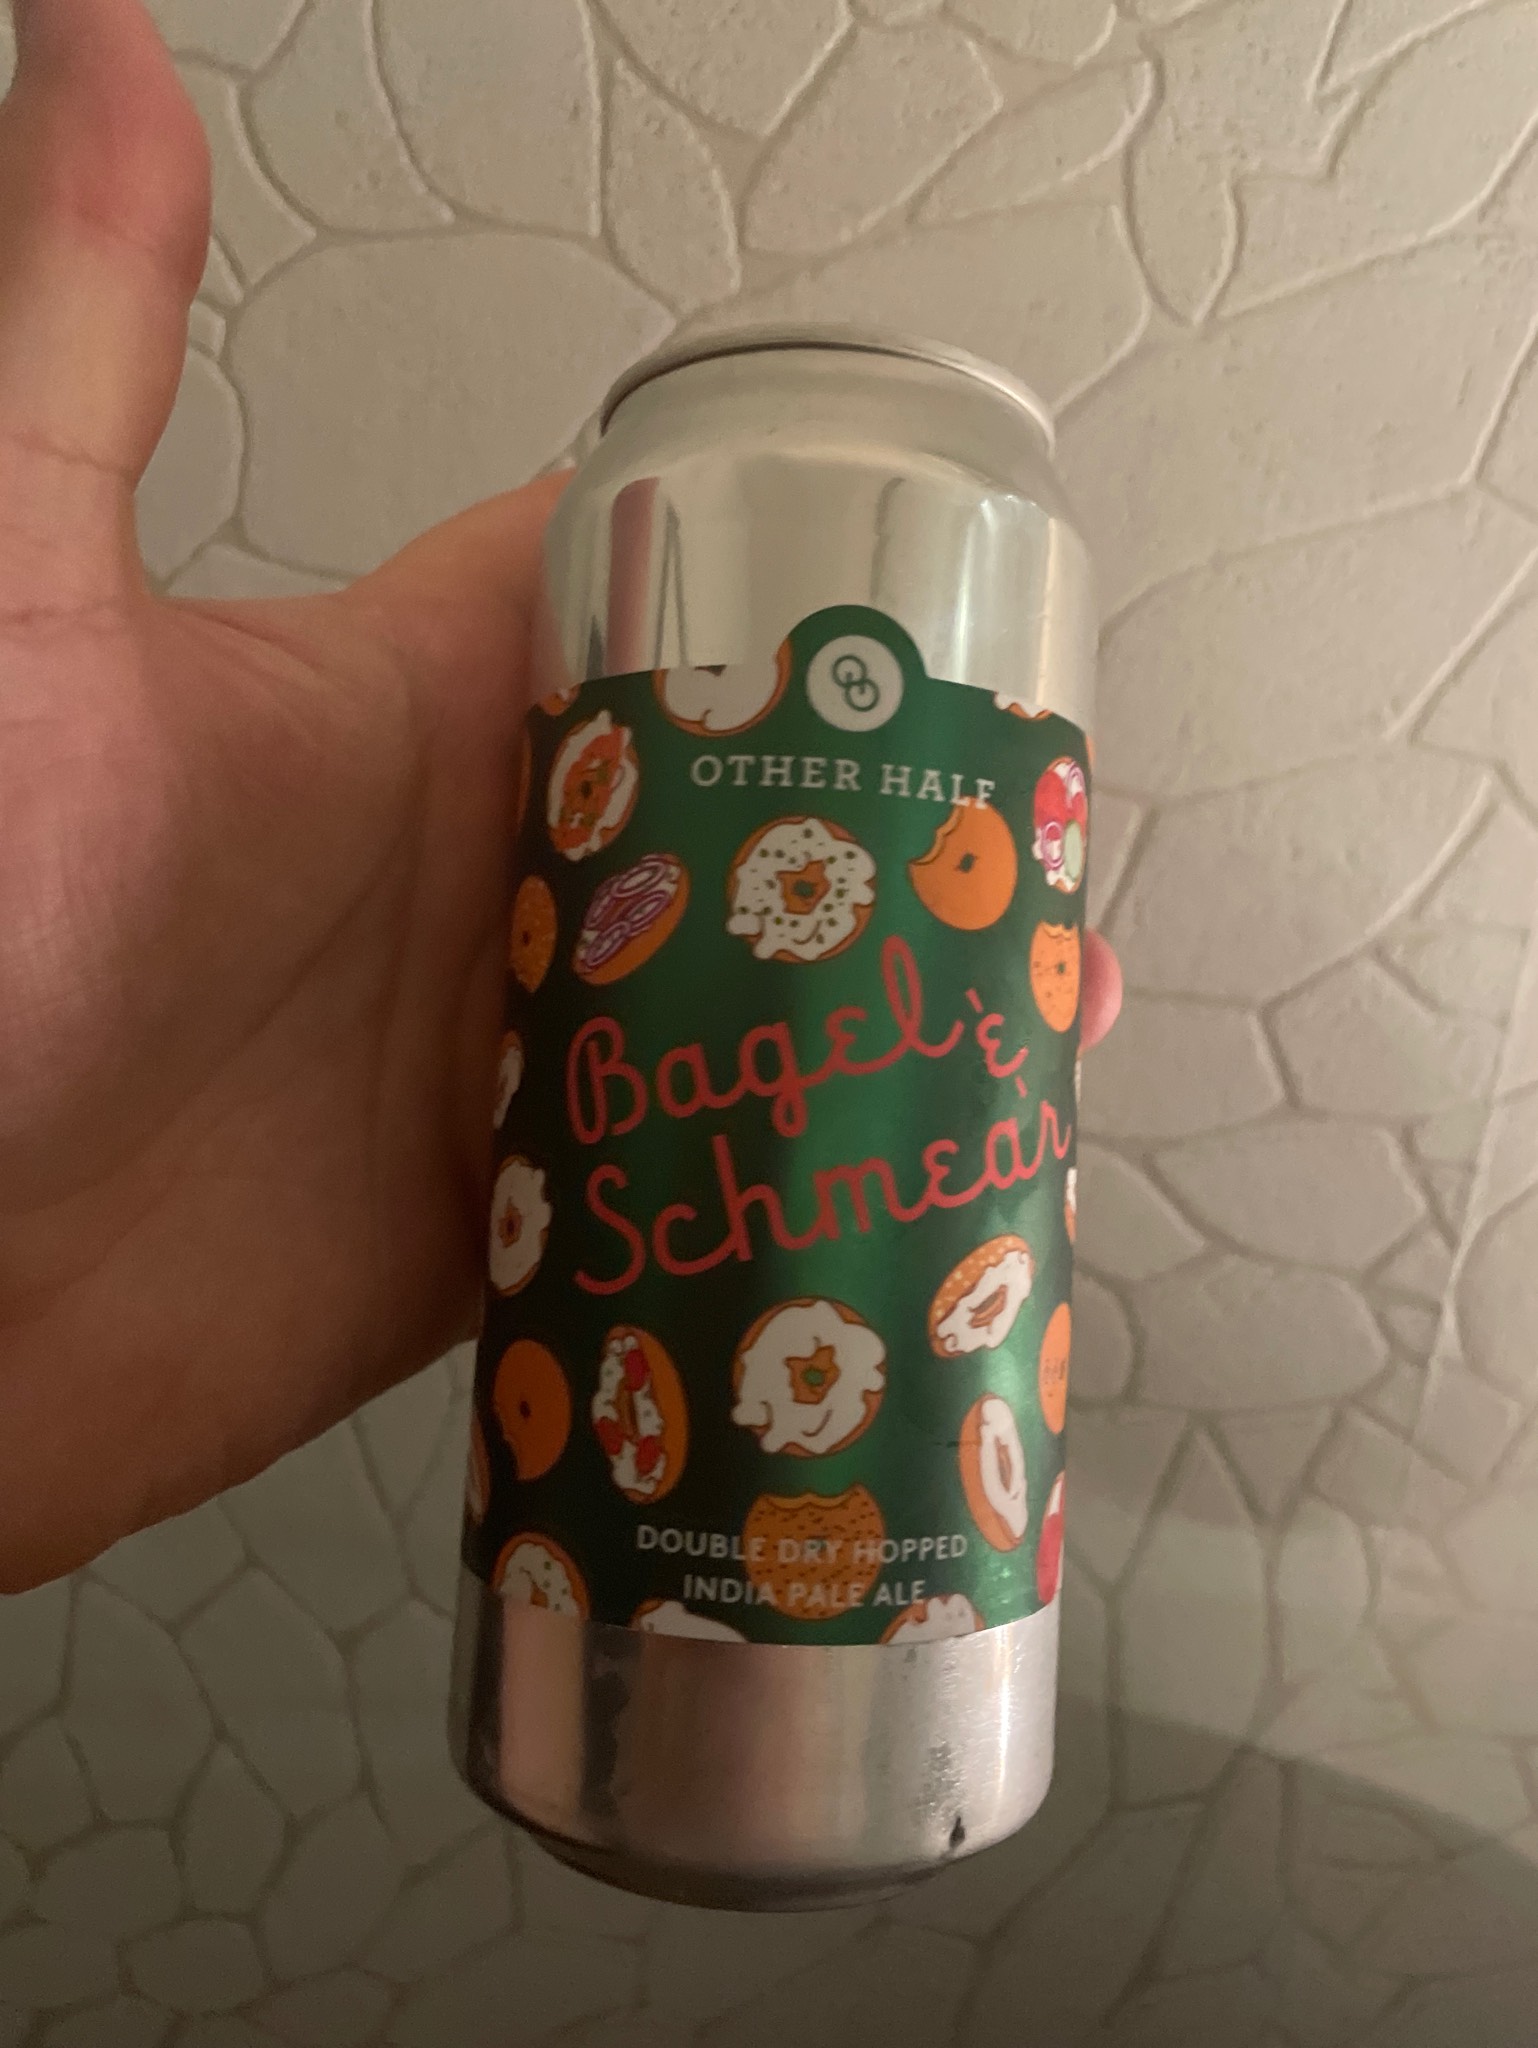 OTHER HALF
Bagel &
Schmear
DOUBLE DRY HOPPED
INDIA PALE ALE